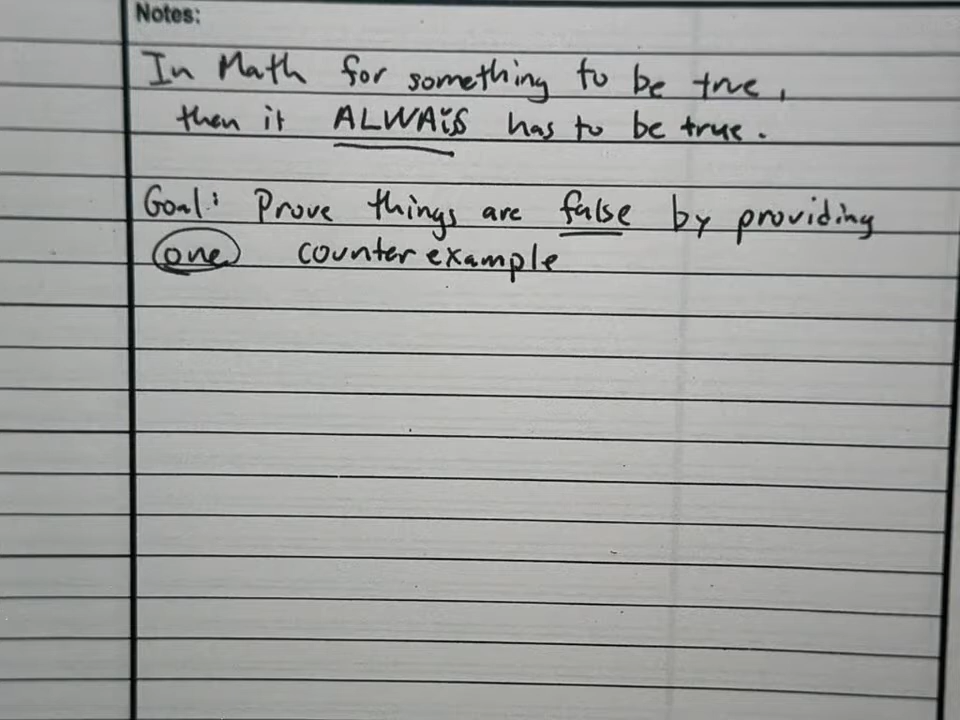 Notes:
In Math for something to be true,
then it ALWAYS has to be true.
Goal: Prove things are false by providing
one counter example